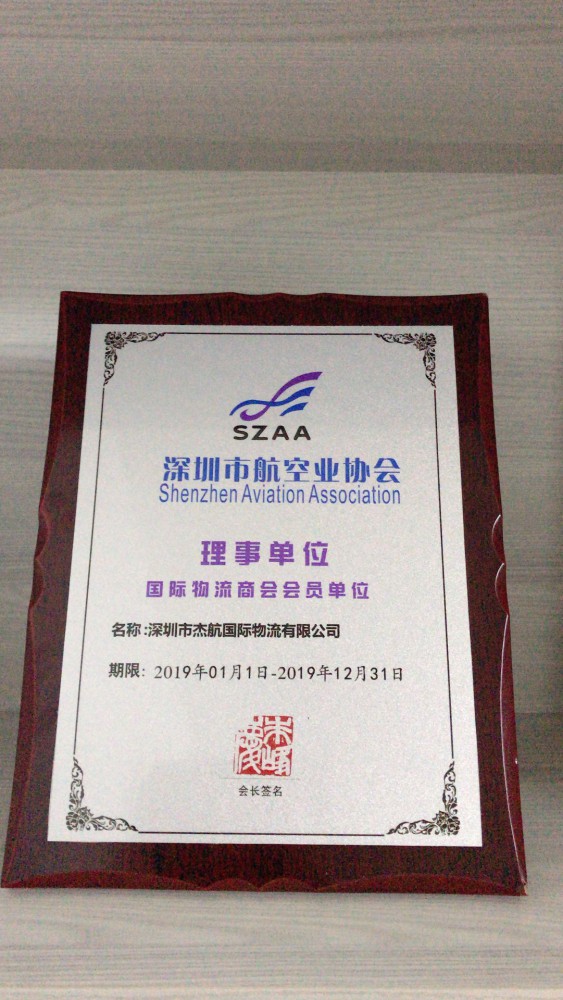 SZAA
深圳市航空业协会
Shenzhen Aviation Association
理事单位
国际物流商会会员单位
名称:深圳市杰航国际物流有限公司
期限: 2019年01月1日-2019年12月31日
会长签名